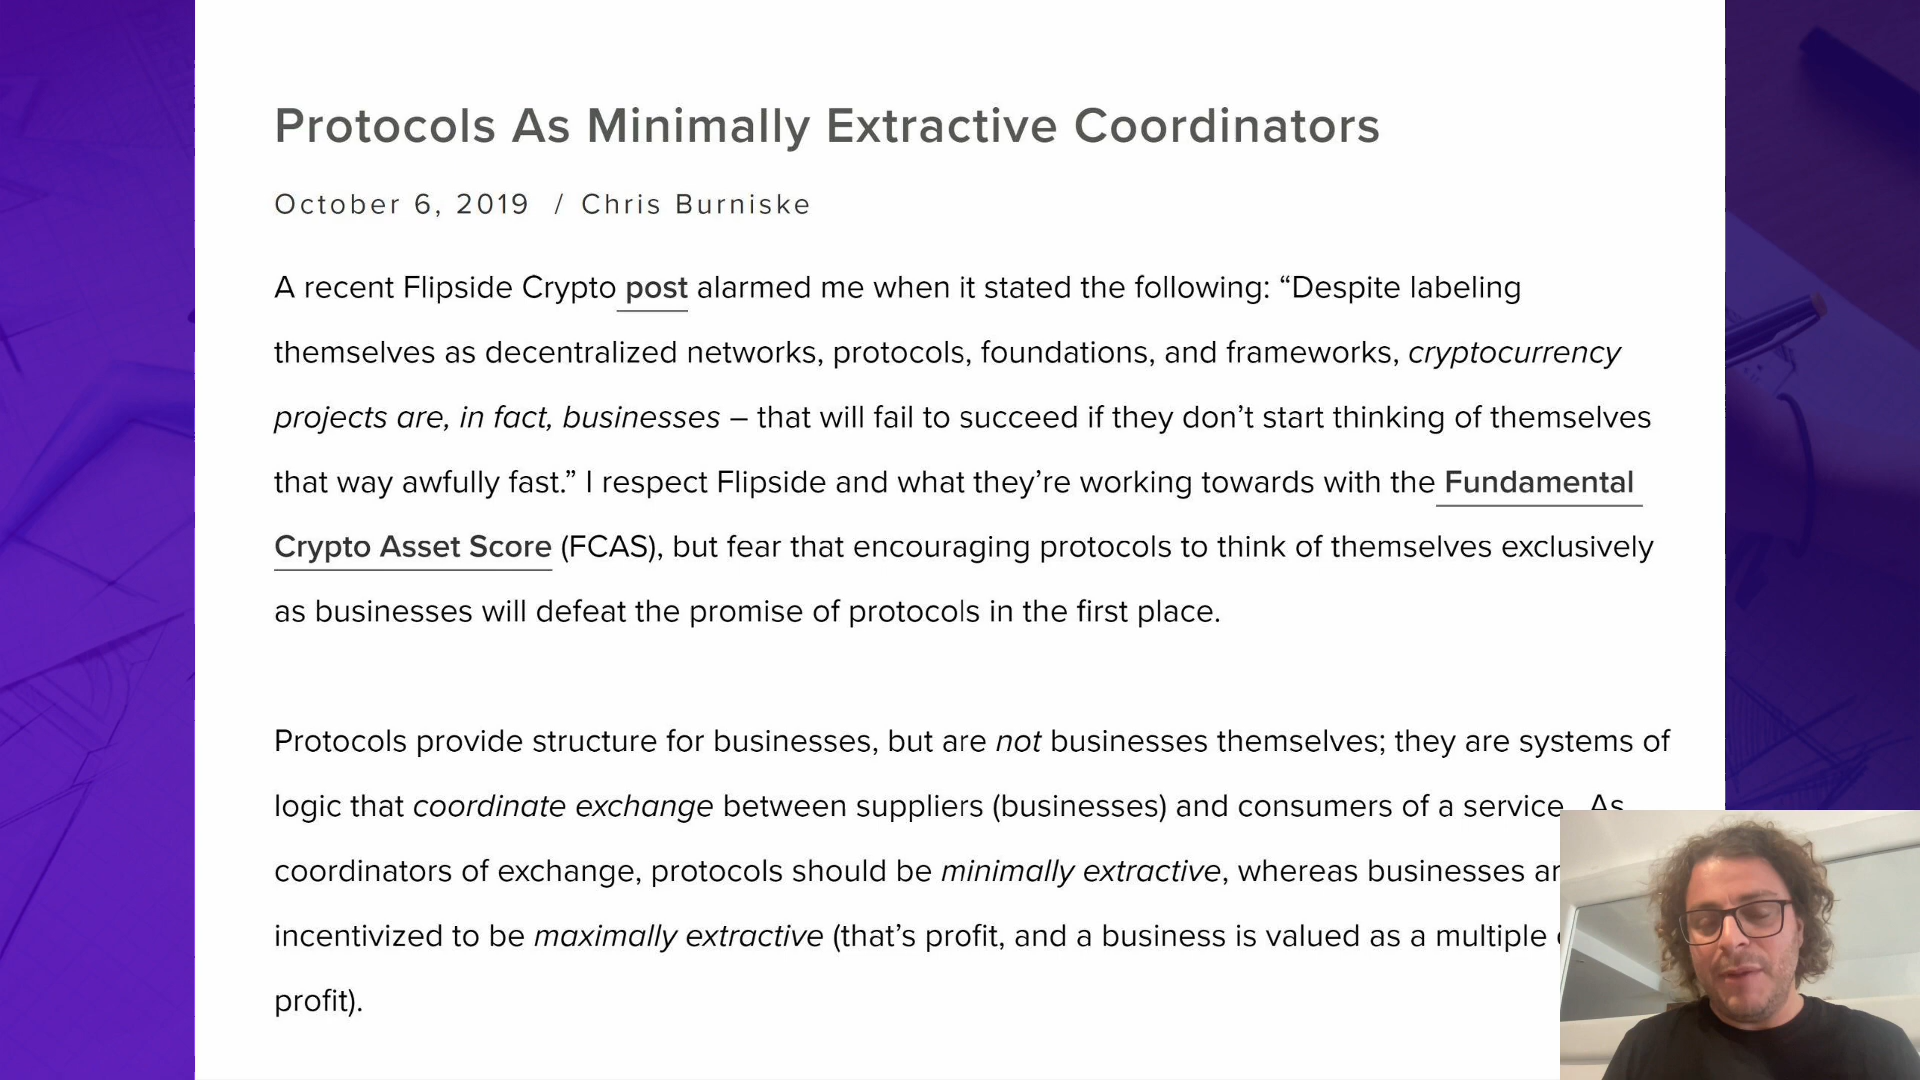 Protocols As Minimally Extractive Coordinators
October 6, 2019 / Chris Burniske
A recent Flipside Crypto post alarmed me when it stated the following: “Despite labeling
themselves as decentralized networks, protocols, foundations, and frameworks, cryptocurrency
projects are, in fact, businesses – that will fail to succeed if they don’t start thinking of themselves
that way awfully fast.” I respect Flipside and what they’re working towards with the Fundamental
Crypto Asset Score (FCAS), but fear that encouraging protocols to think of themselves exclusively
as businesses will defeat the promise of protocols in the first place.
Protocols provide structure for businesses, but are not businesses themselves; they are systems of
logic that coordinate exchange between suppliers (businesses) and consumers of a service. As
coordinators of exchange, protocols should be minimally extractive, whereas businesses
incentivized to be maximally extractive (that’s profit, and a business is valued as a multiple
profit).